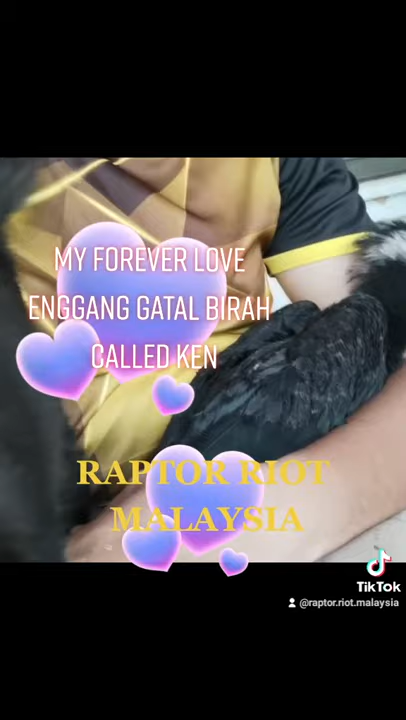 MY FOREVER LOVE
ENGGANG GATAL BIRAH
CALLED KEN
RAPTOR RIOT
MALAYSIA
TikTok
@raptor.riot.malaysia